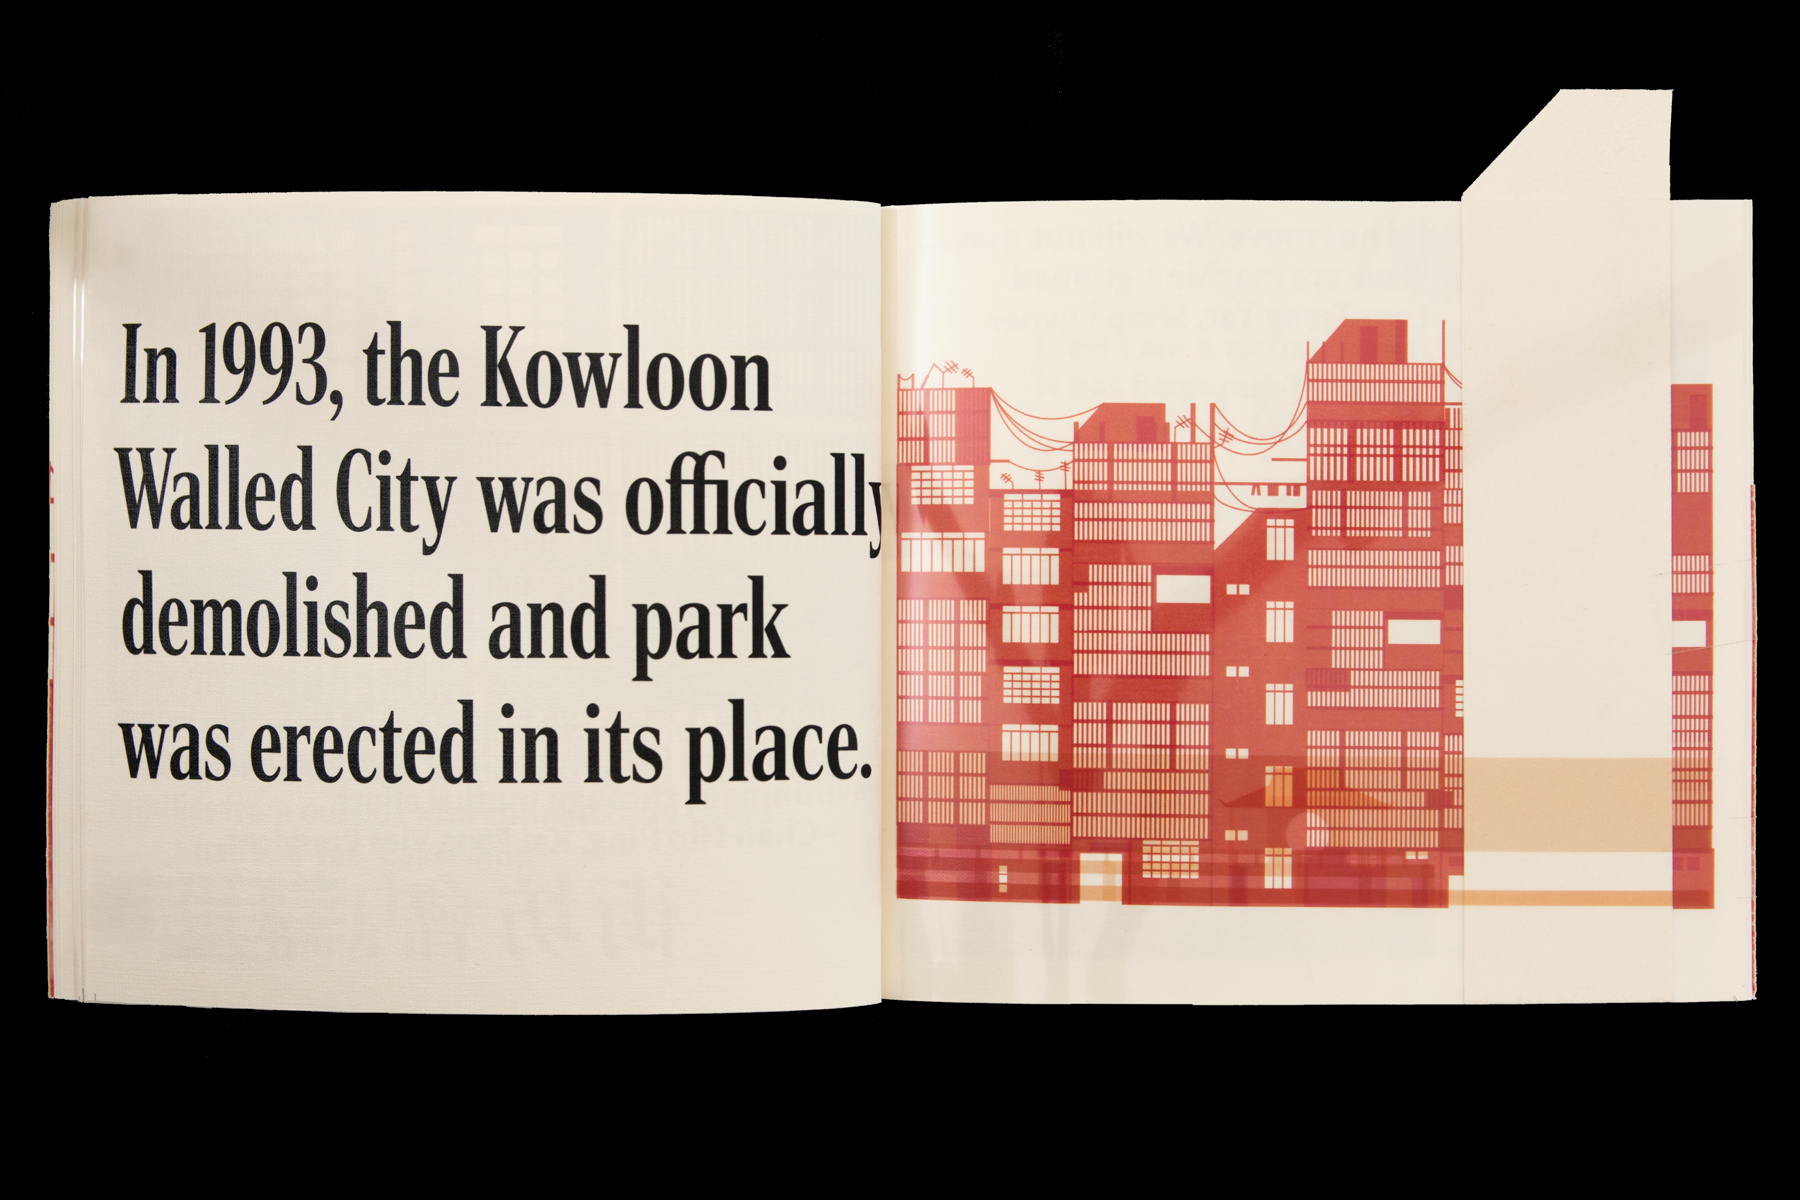 In 1993, the Kowloon
Walled City was officially
demolished and park
was erected in its place.